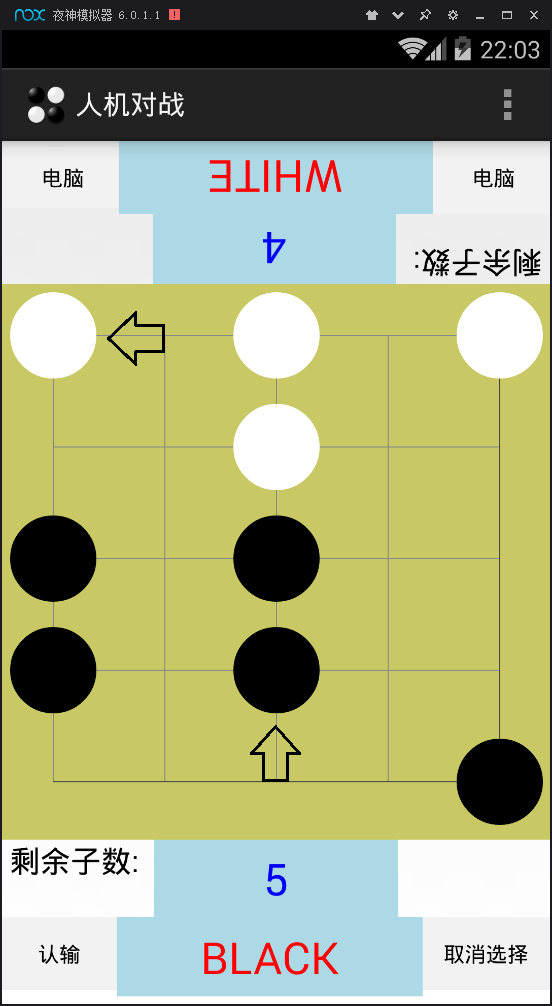 nox 夜神模拟器 6.0.1.1
22:03
人机对战
电脑 WHITE 电脑
4 剩余子数:
剩余子数: 5
认输 BLACK 取消选择